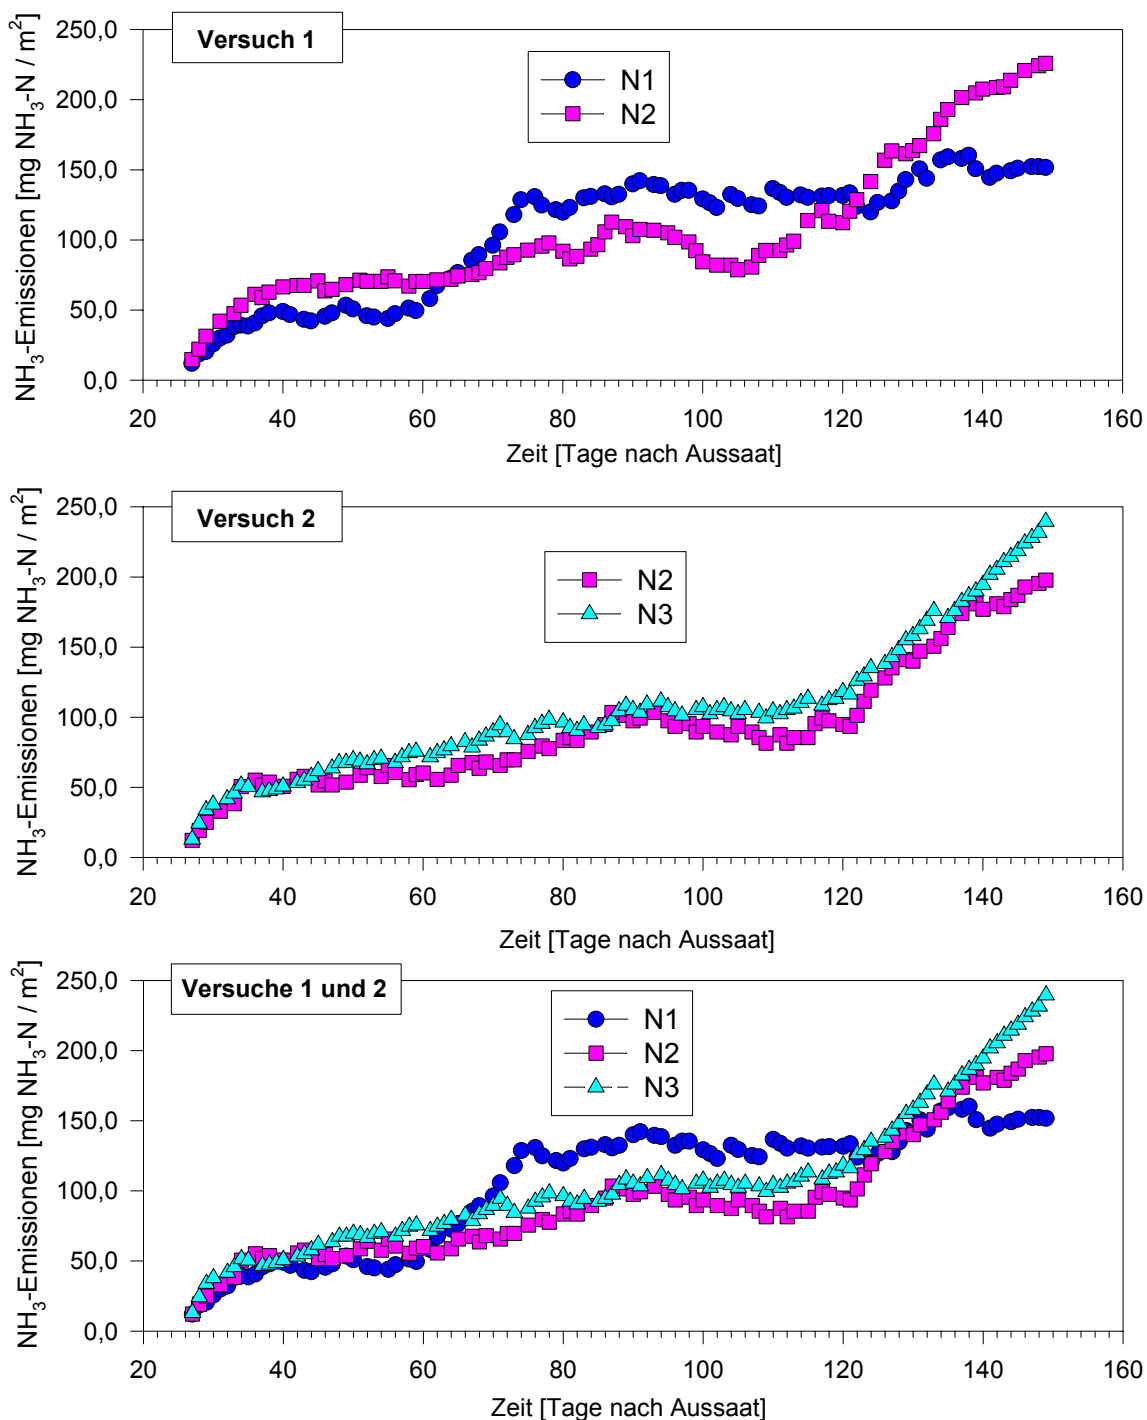 Versuch 1
N1
N2
NH₃-Emissionen [mg NH₃-N / m²]
250,0
200,0
150,0
100,0
50,0
0,0
20 40 60 80 100 120 140 160
Zeit [Tage nach Aussaat]
Versuch 2
N2
N3
NH₃-Emissionen [mg NH₃-N / m²]
250,0
200,0
150,0
100,0
50,0
0,0
20 40 60 80 100 120 140 160
Zeit [Tage nach Aussaat]
Versuche 1 und 2
N1
N2
N3
NH₃-Emissionen [mg NH₃-N / m²]
250,0
200,0
150,0
100,0
50,0
0,0
20 40 60 80 100 120 140 160
Zeit [Tage nach Aussaat]